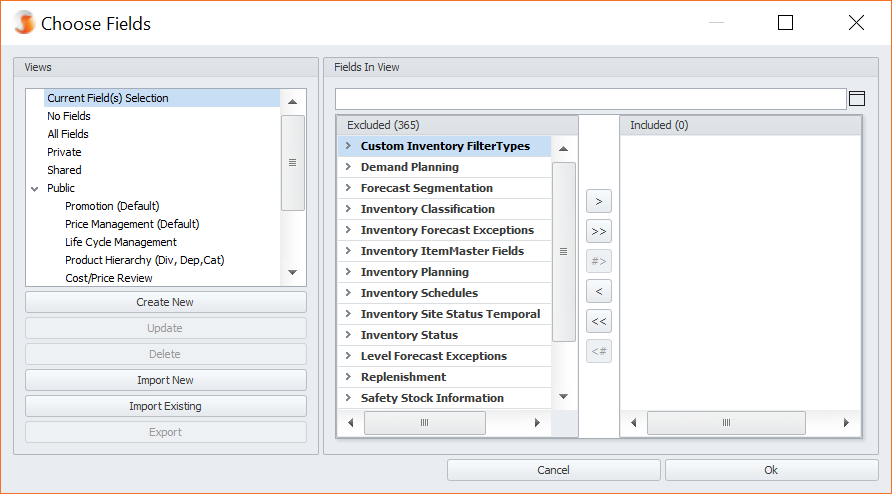 Choose Fields
Views
Current Field(s) Selection
No Fields
All Fields
Private
Shared
Public
Promotion (Default)
Price Management (Default)
Life Cycle Management
Product Hierarchy (Div, Dep,Cat)
Cost/Price Review
Create New
Update
Delete
Import New
Import Existing
Export
Fields In View
Excluded (365)
Custom Inventory FilterTypes
Demand Planning
Forecast Segmentation
Inventory Classification
Inventory Forecast Exceptions
Inventory ItemMaster Fields
Inventory Planning
Inventory Schedules
Inventory Site Status Temporal
Inventory Status
Level Forecast Exceptions
Replenishment
Safety Stock Information
>
>>
#>
<
<<
<#
Included (0)
Cancel
Ok